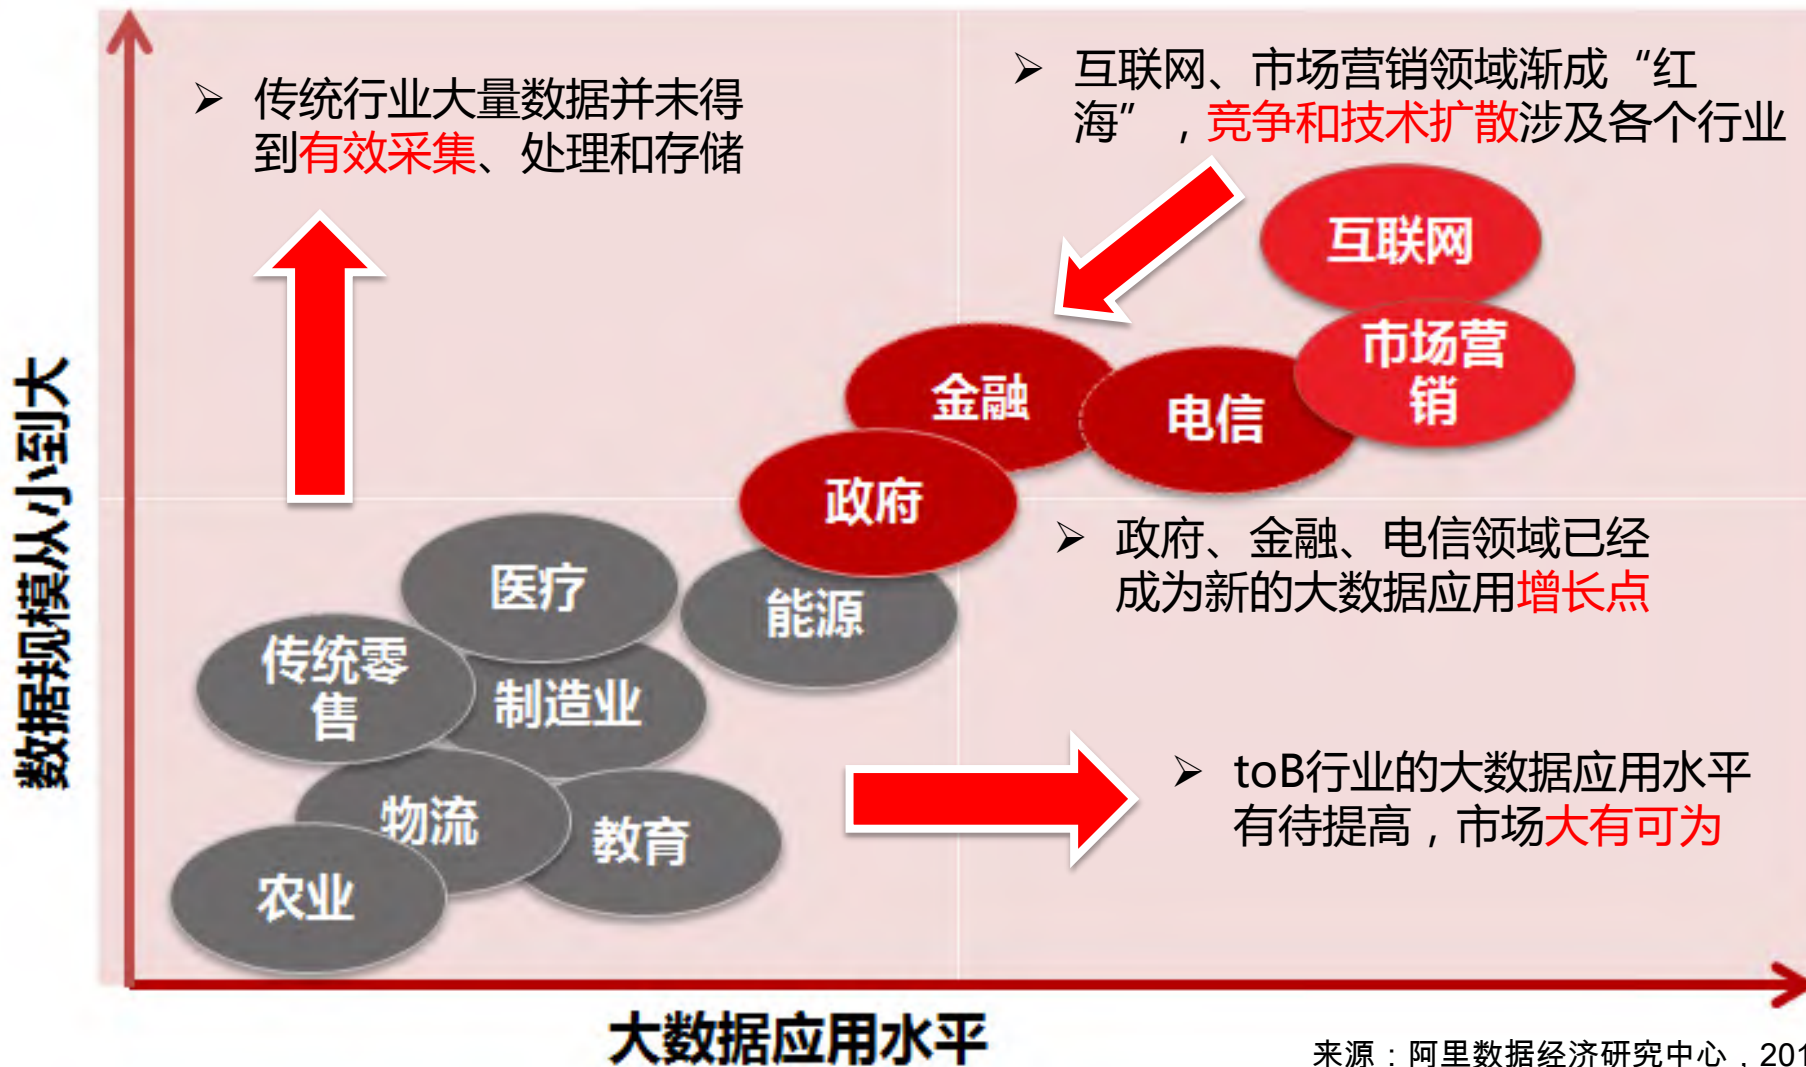 传统行业大量数据并未得
到有效采集、处理和存储
互联网、市场营销领域渐成“红
海”，竞争和技术扩散涉及各个行业
互联网
市场营
销
金融
电信
政府
政府、金融、电信领域已经
成为新的大数据应用增长点
医疗
能源
传统零
售
制造业
toB行业的大数据应用水平
有待提高，市场大有可为
物流
教育
农业
数据规模从小到大
大数据应用水平
来源：阿里数据经济研究中心，201